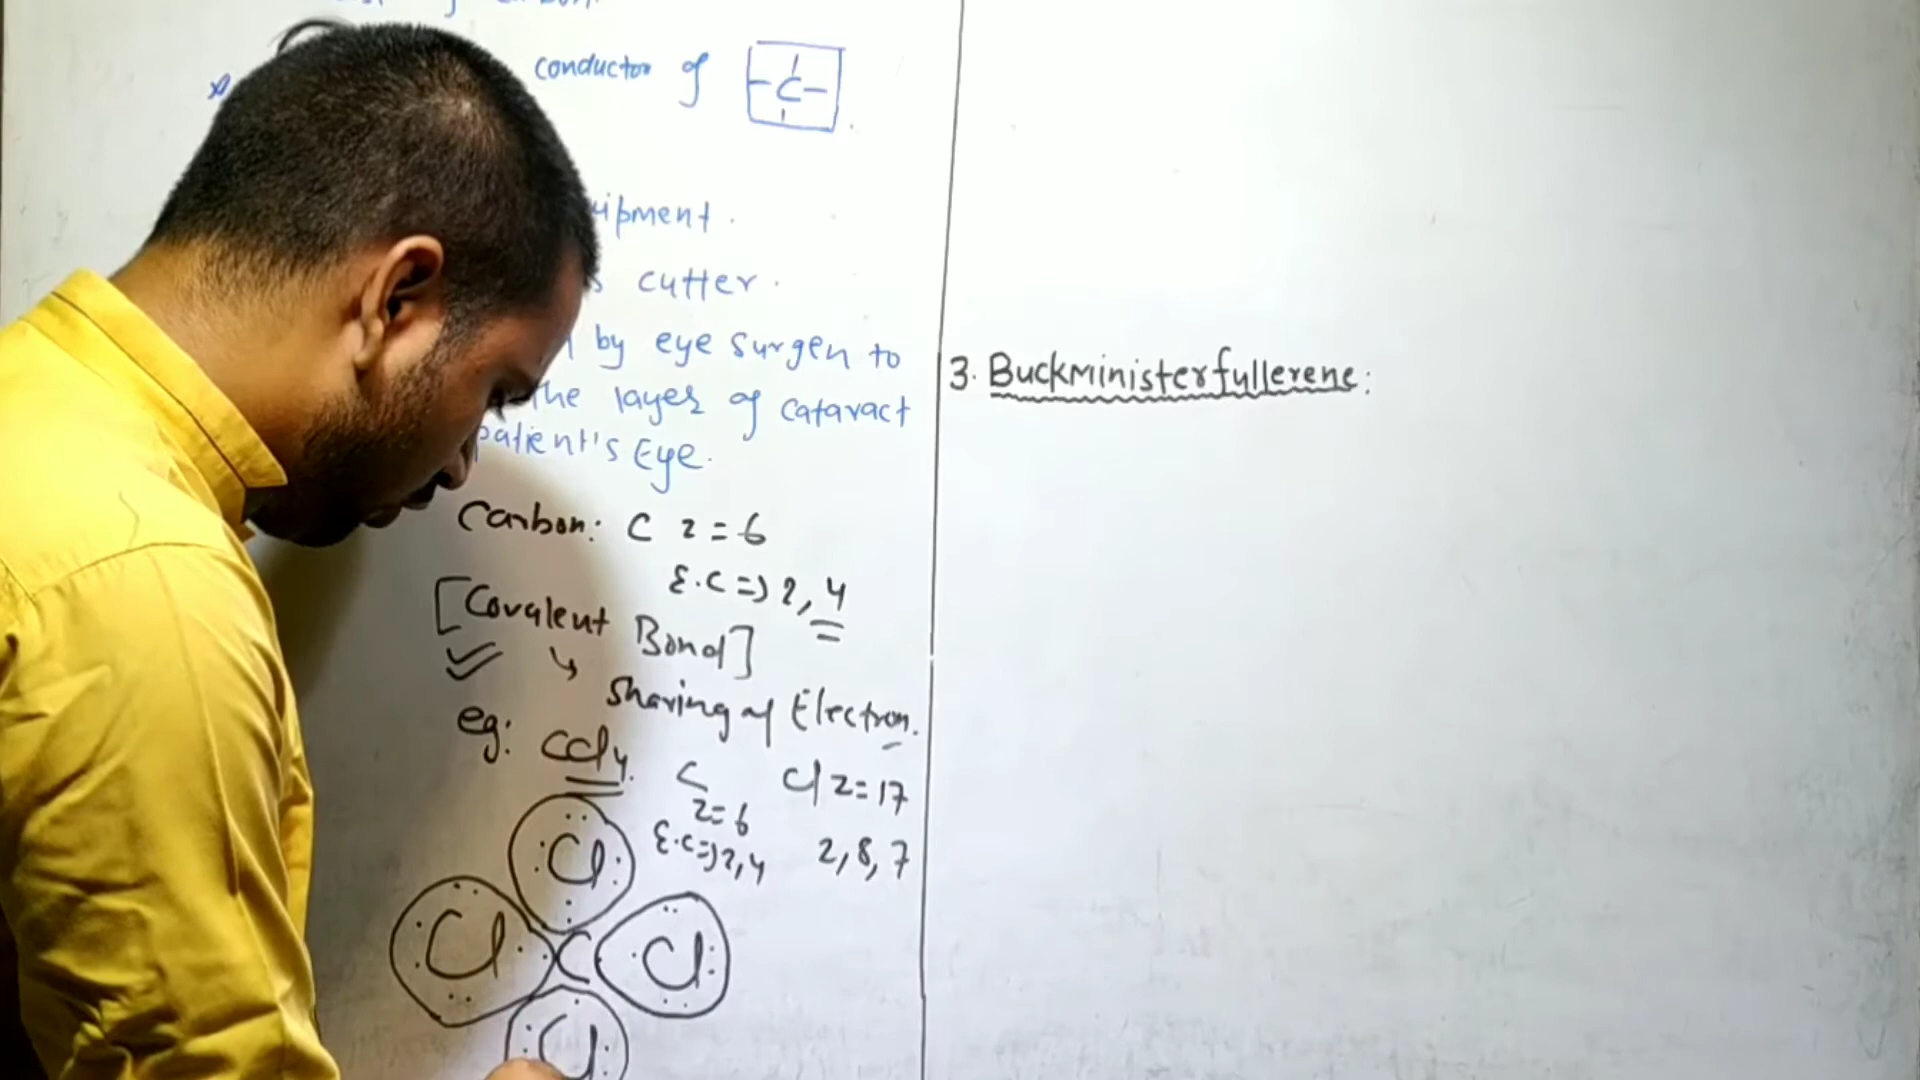 conductor of -C-
cutter.
by eye surgen to
the layer of cataract
patient's Eye.
Carbon: C z = 6
E.C => 2, 4
[Covalent Bond]
↳ Sharing of Electron.
eg: CCl4. C Cl z = 17
z = 6
E.C => 2, 4 2, 8, 7
Cl
Cl C Cl
Cl
3. Buckministerfullerene: